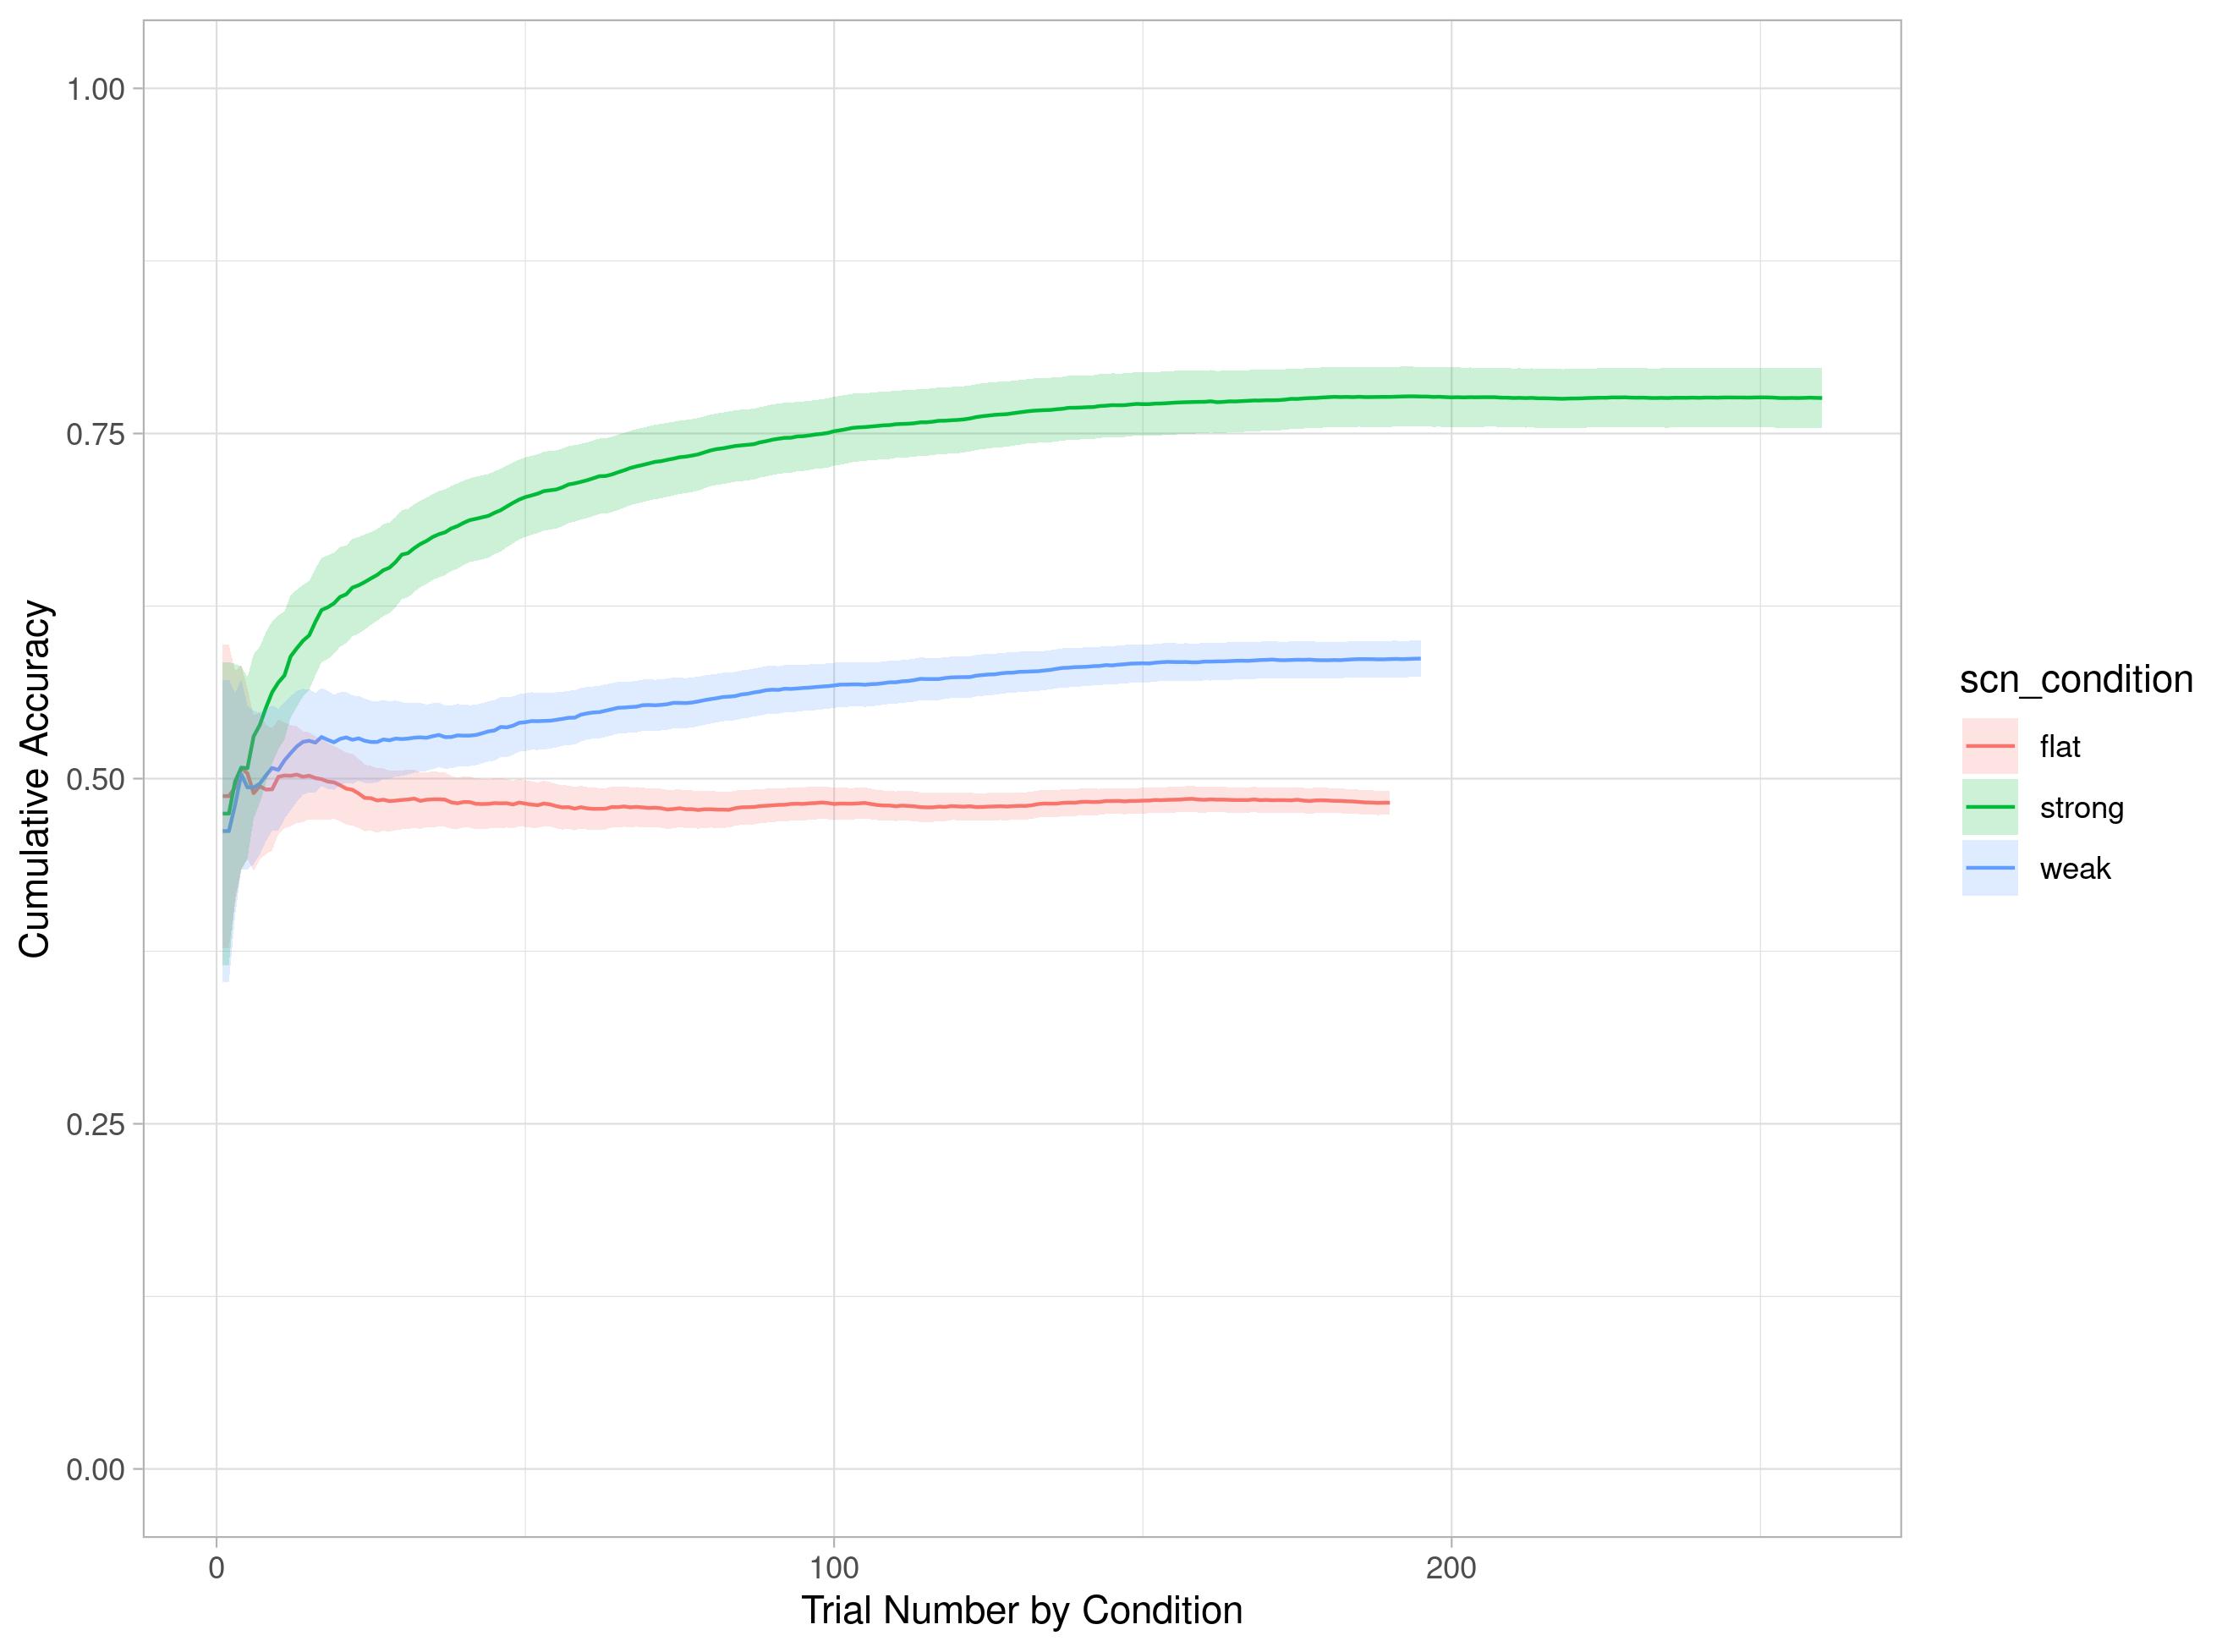 Cumulative Accuracy
1.00
0.75
0.50
0.25
0.00
0
100
200
Trial Number by Condition
scn_condition
flat
strong
weak